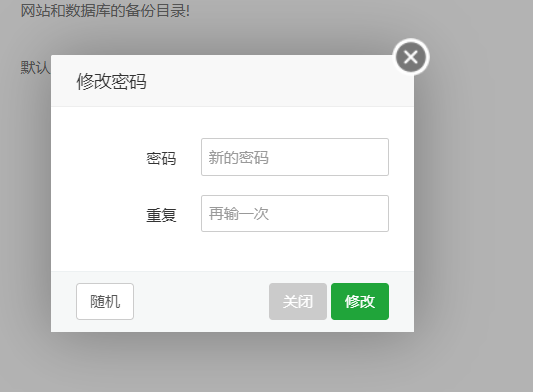 网站和数据库的备份目录!
默认
修改密码
密码 新的密码
重复 再输一次
随机 关闭 修改